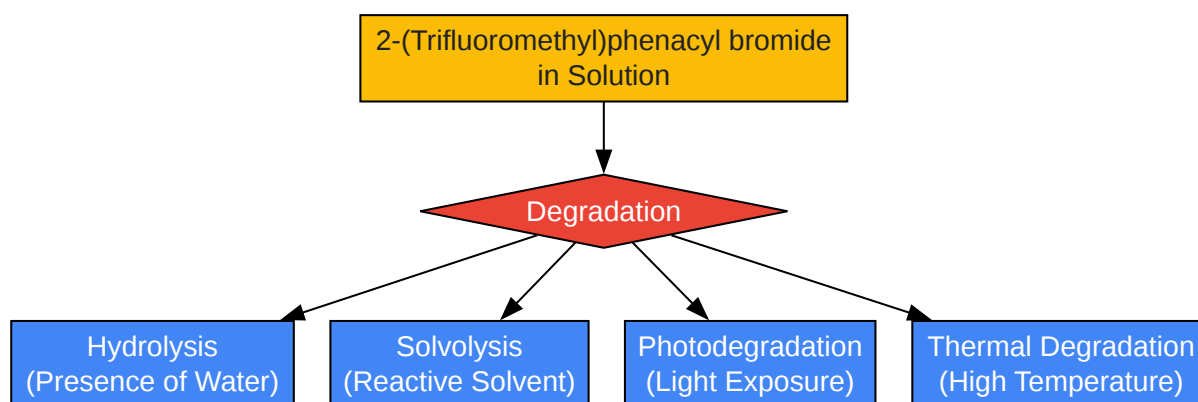 2-(Trifluoromethyl)phenacyl bromide
in Solution
Degradation
Hydrolysis
(Presence of Water)
Solvolysis
(Reactive Solvent)
Photodegradation
(Light Exposure)
Thermal Degradation
(High Temperature)